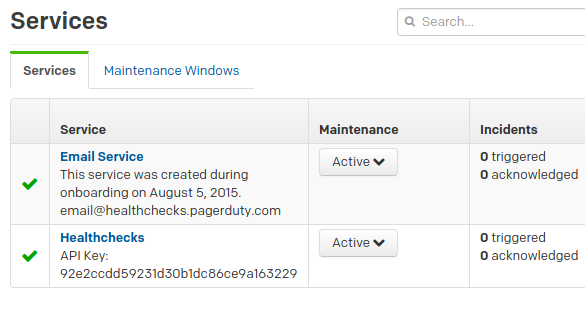 Services
Search...
Services
Maintenance Windows
Service
Maintenance
Incidents
Email Service
This service was created during
onboarding on August 5, 2015.
email@healthchecks.pagerduty.com
Active
0 triggered
0 acknowledged
Healthchecks
API Key:
92e2ccdd59231d30b1dc86ce9a163229
Active
0 triggered
0 acknowledged